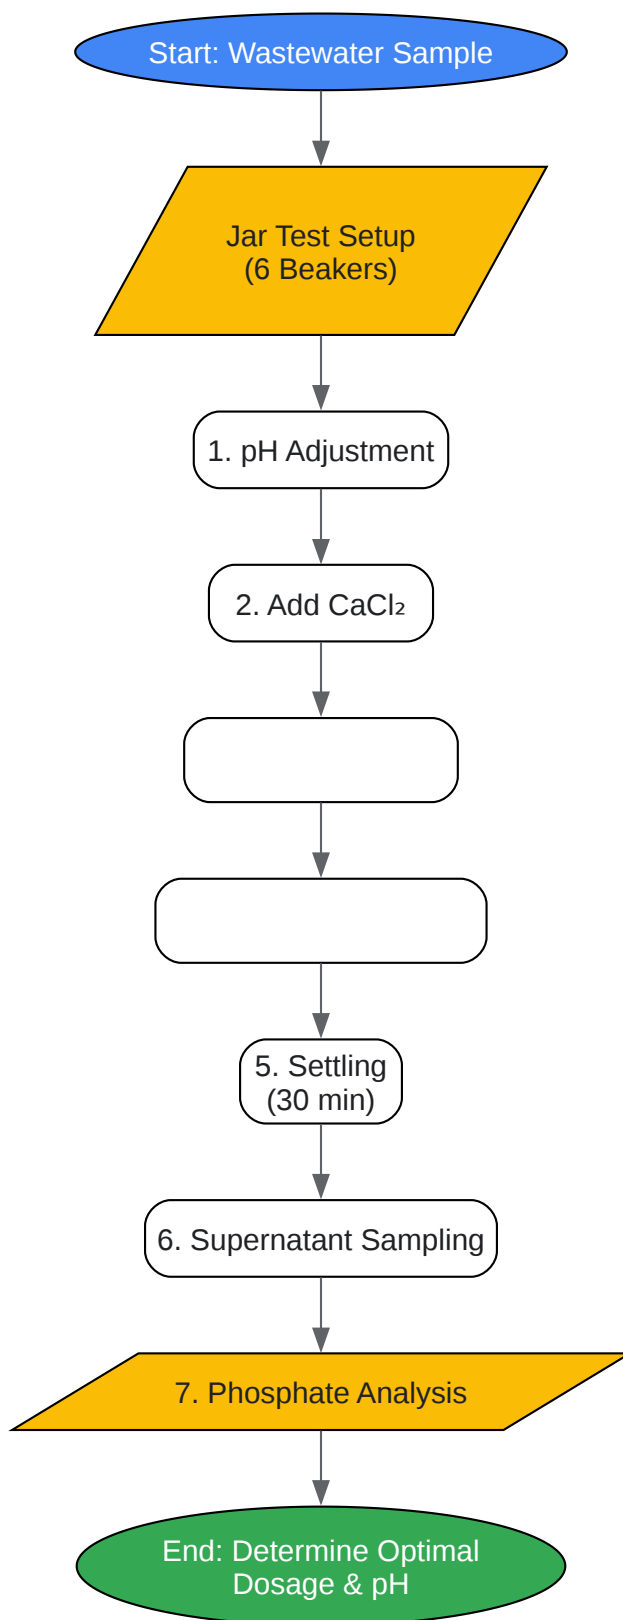 Start: Wastewater Sample
Jar Test Setup
(6 Beakers)
1. pH Adjustment
2. Add CaCl₂
5. Settling
(30 min)
6. Supernatant Sampling
7. Phosphate Analysis
End: Determine Optimal
Dosage & pH